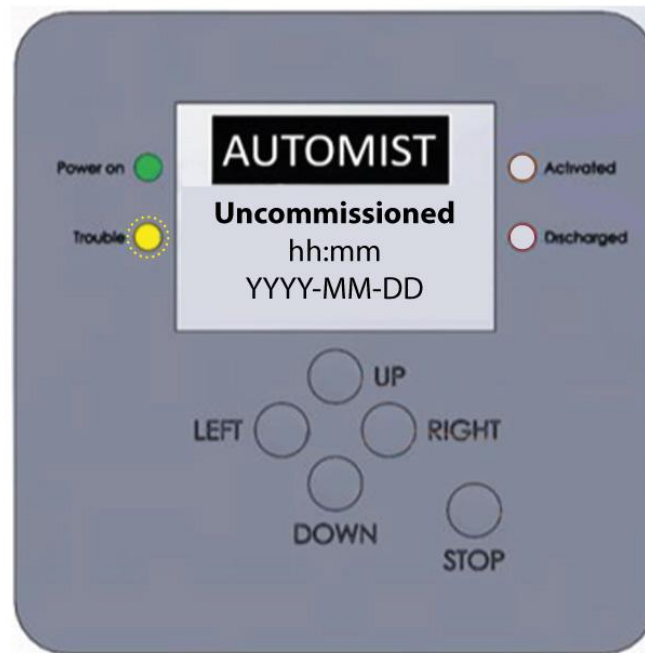 AUTOMIST
Power on
Activated
Uncommissioned
Trouble
hh:mm
Discharged
YYYY-MM-DD
UP
LEFT
RIGHT
DOWN
STOP